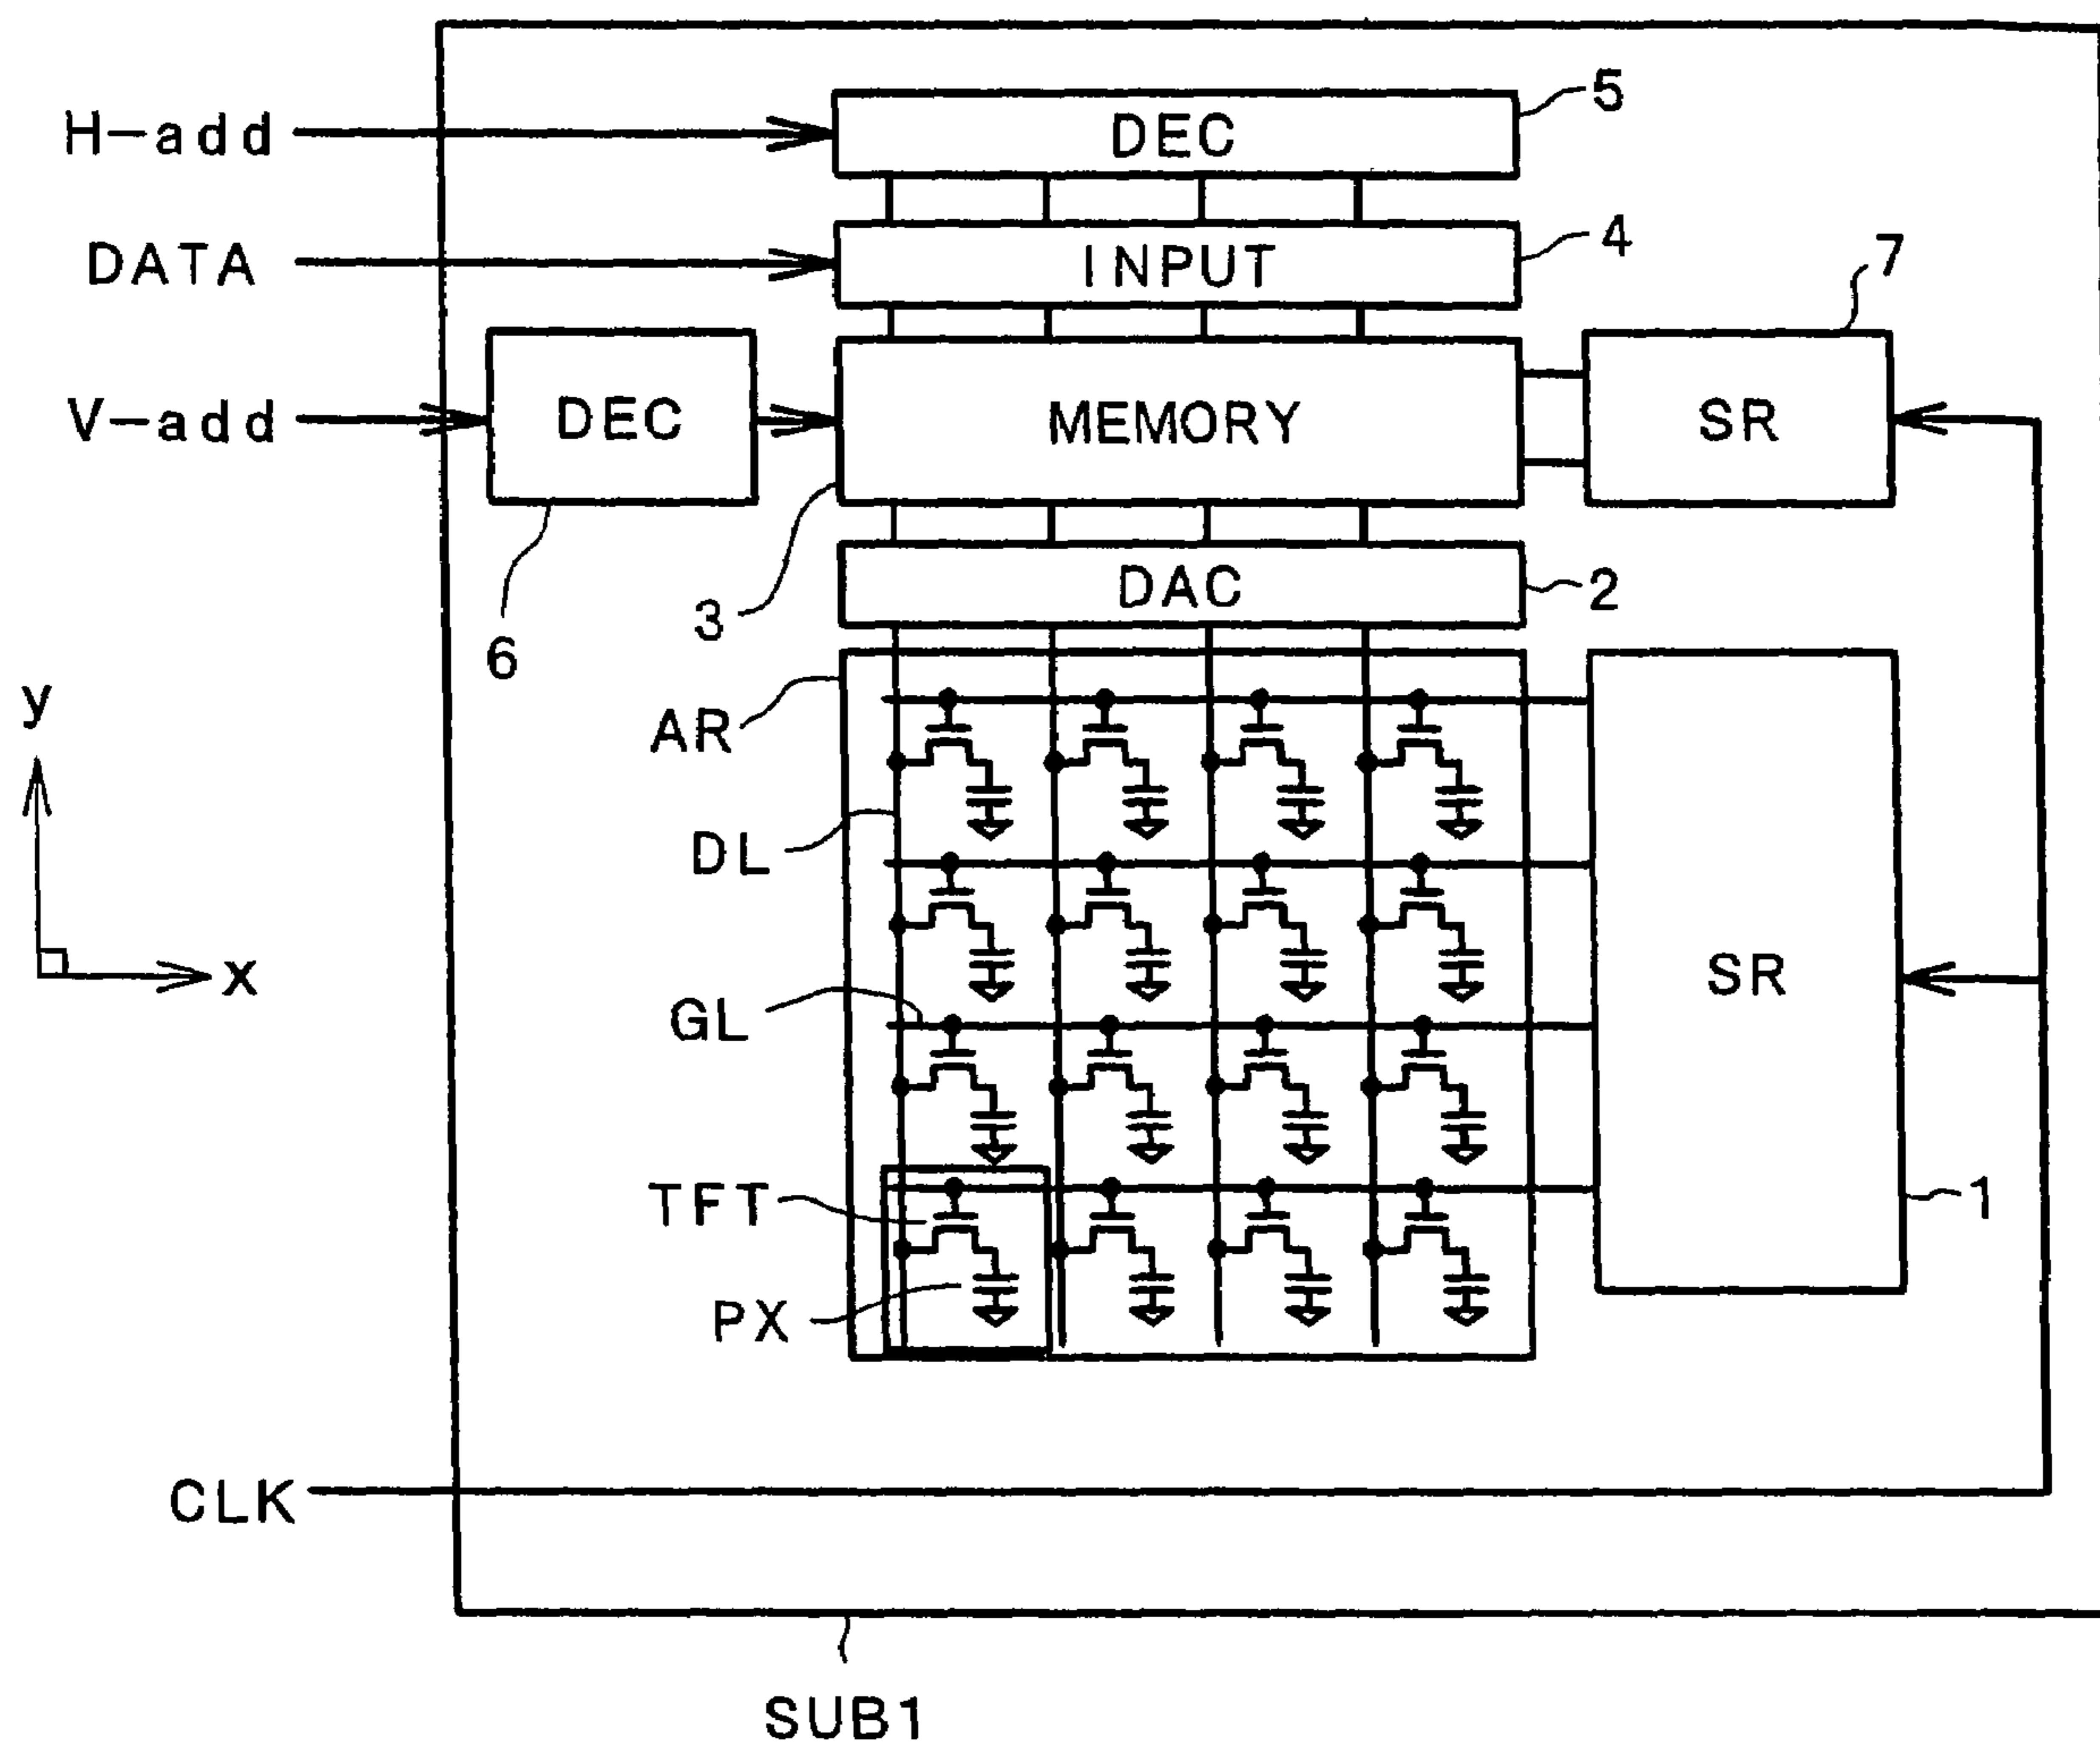 5
H-add
DEC
4
DATA
INPUT
7
V-add
DEC
MEMORY
SR
DAC
2
3
6
y
AR
DL
x
SR
GL
TFT
1
PX
CLK
SUB1